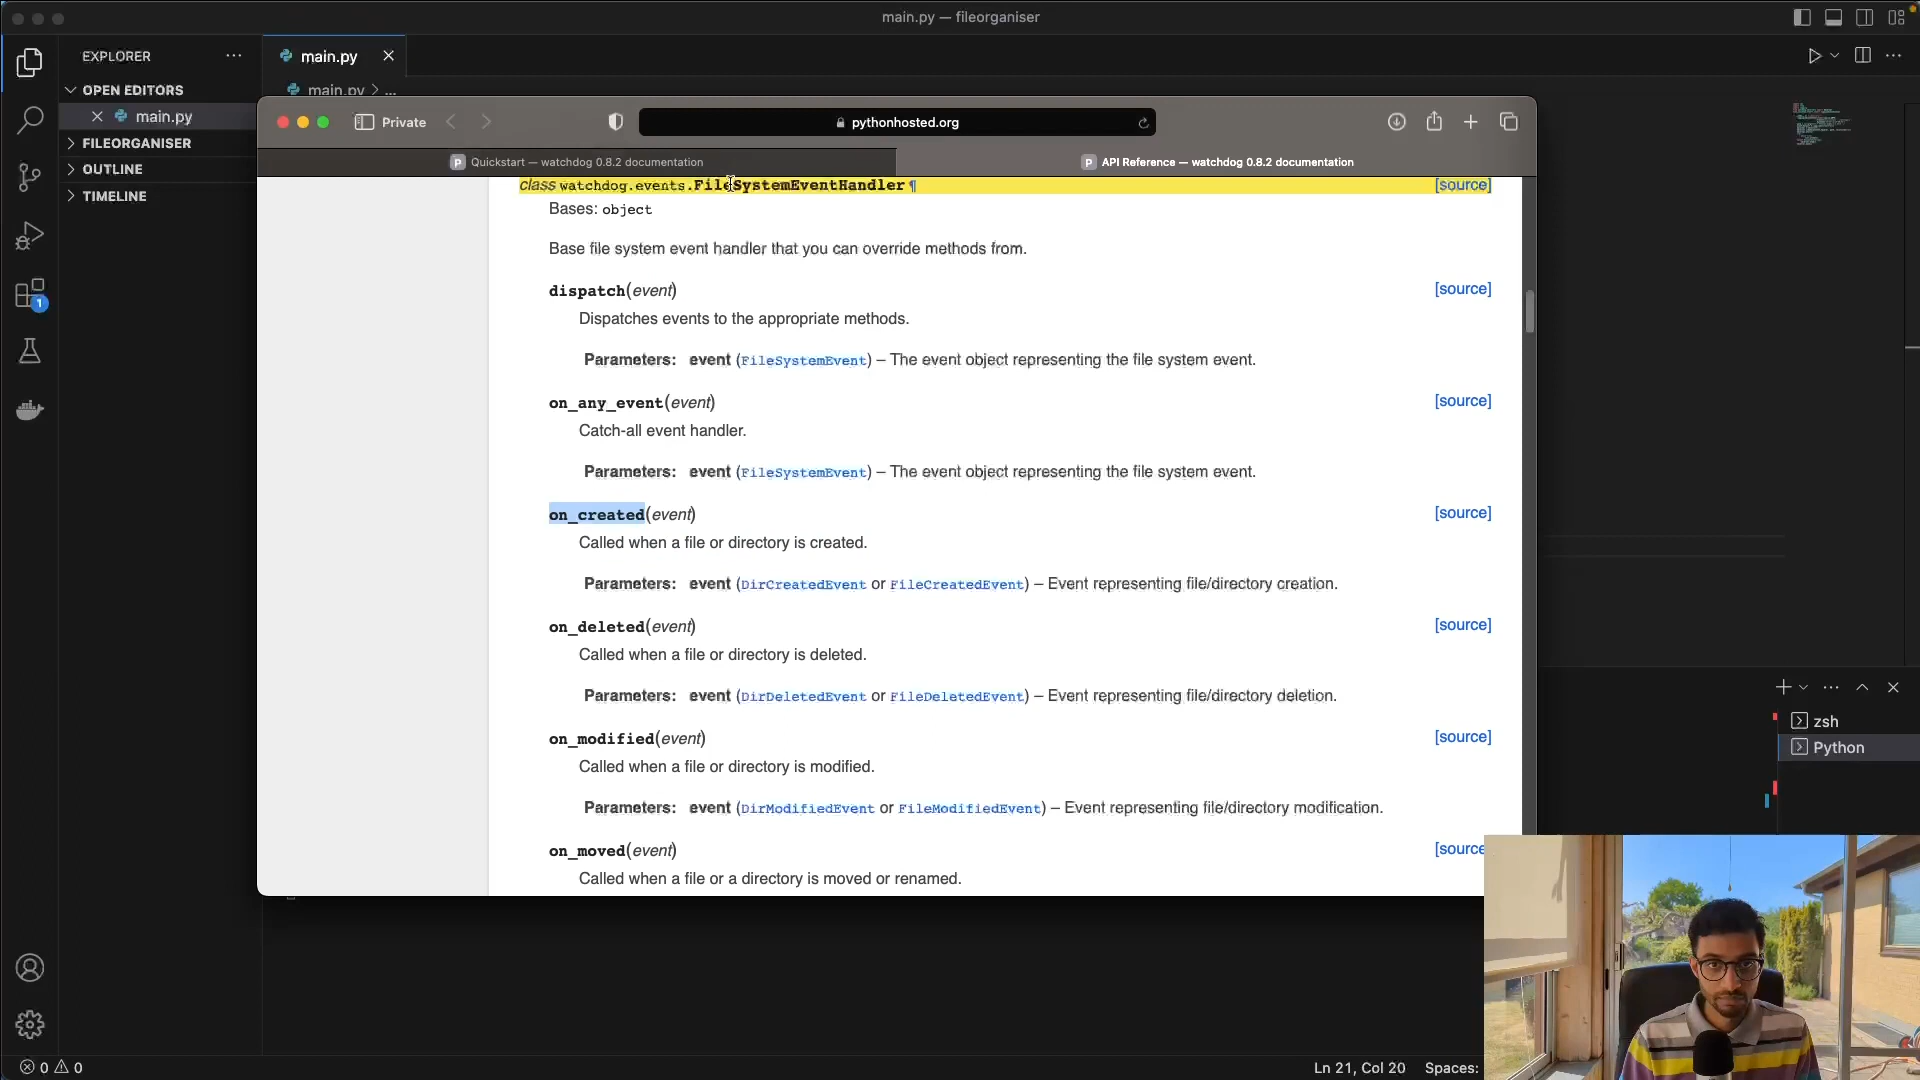 main.py — fileorganiser
EXPLORER
main.py
OPEN EDITORS
main.py > ...
main.py
FILEORGANISER
OUTLINE
TIMELINE
Private
pythonhosted.org
Quickstart — watchdog 0.8.2 documentation
API Reference — watchdog 0.8.2 documentation
class watchdog.events.FileSystemEventHandler ¶ [source]
Bases: object
Base file system event handler that you can override methods from.
dispatch(event) [source]
Dispatches events to the appropriate methods.
Parameters: event (FileSystemEvent) – The event object representing the file system event.
on_any_event(event) [source]
Catch-all event handler.
Parameters: event (FileSystemEvent) – The event object representing the file system event.
on_created(event) [source]
Called when a file or directory is created.
Parameters: event (DirCreatedEvent or FileCreatedEvent) – Event representing file/directory creation.
on_deleted(event) [source]
Called when a file or directory is deleted.
Parameters: event (DirDeletedEvent or FileDeletedEvent) – Event representing file/directory deletion.
on_modified(event) [source]
Called when a file or directory is modified.
Parameters: event (DirModifiedEvent or FileModifiedEvent) – Event representing file/directory modification.
on_moved(event) [source
Called when a file or a directory is moved or renamed.
1
zsh
Python
0 0
Ln 21, Col 20 Spaces: